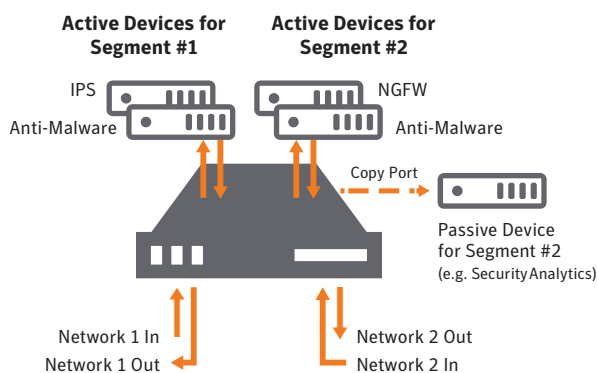 Active Devices for
Segment #1
Active Devices for
Segment #2
IPS
Anti-Malware
NGFW
Anti-Malware
Copy Port
Passive Device
for Segment #2
(e.g. Security Analytics)
Network 1 In
Network 1 Out
Network 2 Out
Network 2 In